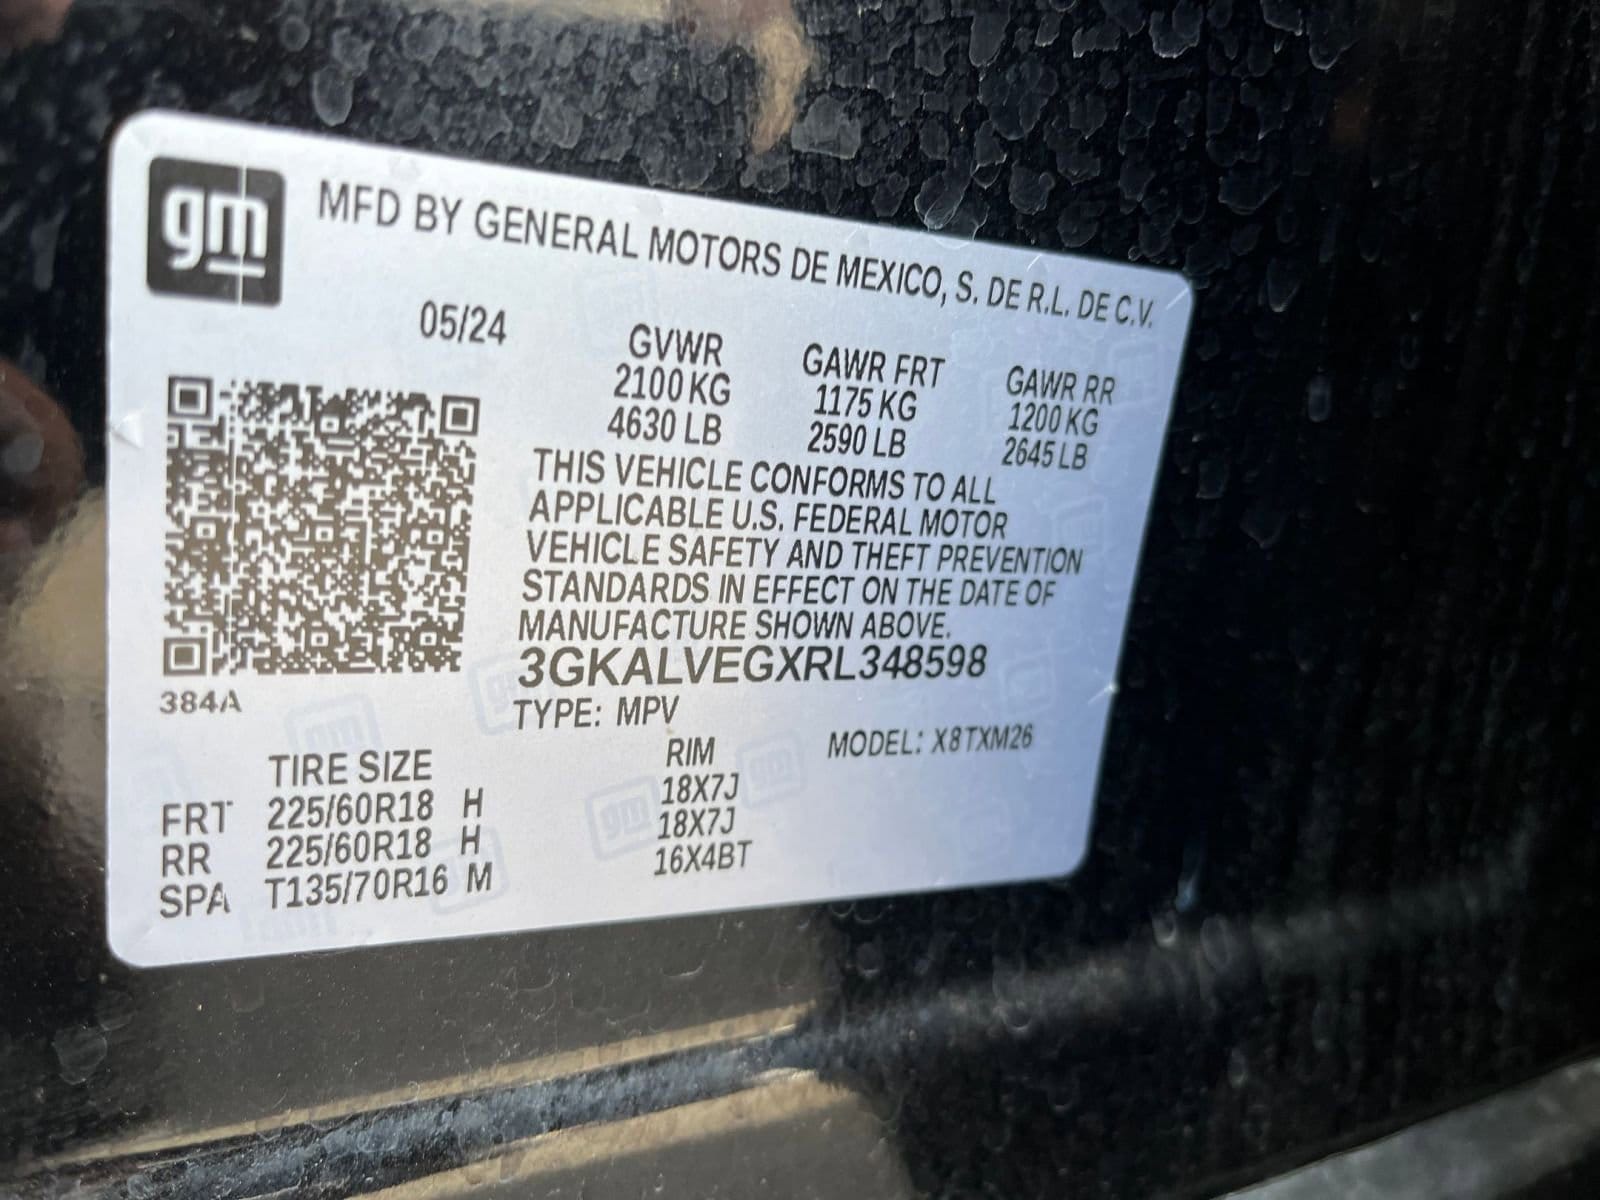 gm
MFD BY GENERAL MOTORS DE MEXICO, S. DE R.L. DE C.V.
05/24 GVWR GAWR FRT GAWR RR
2100 KG 1175 KG 1200 KG
4630 LB 2590 LB 2645 LB
THIS VEHICLE CONFORMS TO ALL
APPLICABLE U.S. FEDERAL MOTOR
VEHICLE SAFETY AND THEFT PREVENTION
STANDARDS IN EFFECT ON THE DATE OF
MANUFACTURE SHOWN ABOVE.
3GKALVEGXRL348598
384A
TYPE: MPV MODEL: X8TXM26
TIRE SIZE RIM
FRT 225/60R18 H 18X7J
RR 225/60R18 H 18X7J
SPA T135/70R16 M 16X4BT